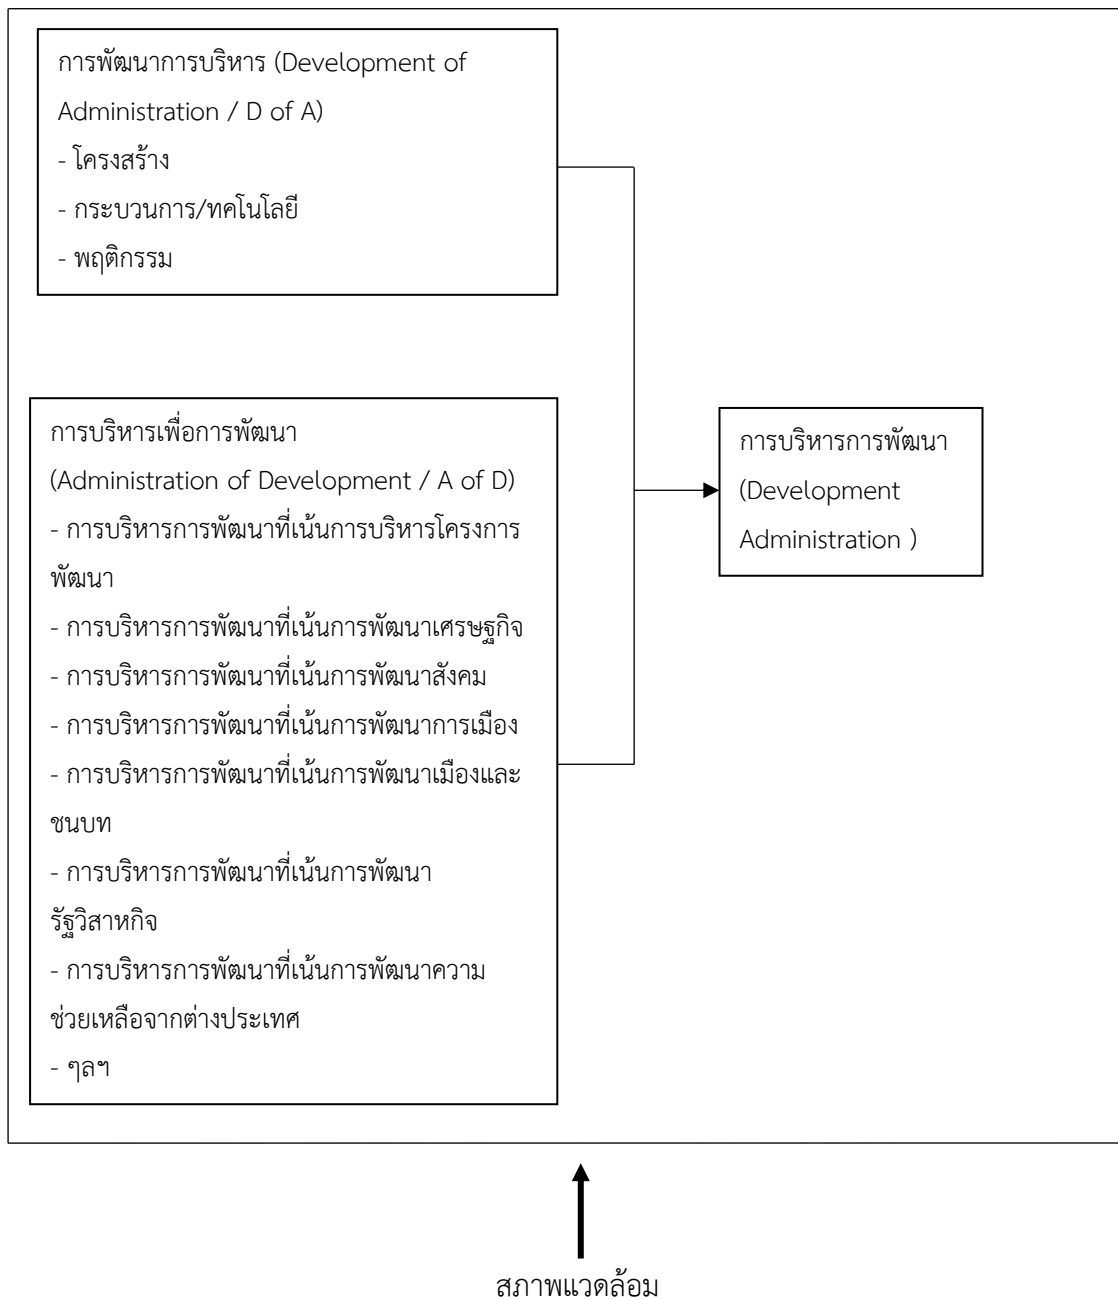 การพัฒนาการบริหาร (Development of
Administration / D of A)
- โครงสร้าง
- กระบวนการ/ทคโนโลยี
- พฤติกรรม
การบริหารเพื่อการพัฒนา
(Administration of Development / A of D)
- การบริหารการพัฒนาที่เน้นการบริหารโครงการ
พัฒนา
- การบริหารการพัฒนาที่เน้นการพัฒนาเศรษฐกิจ
- การบริหารการพัฒนาที่เน้นการพัฒนาสังคม
- การบริหารการพัฒนาที่เน้นการพัฒนาการเมือง
- การบริหารการพัฒนาที่เน้นการพัฒนาเมืองและ
ชนบท
- การบริหารการพัฒนาที่เน้นการพัฒนา
รัฐวิสาหกิจ
- การบริหารการพัฒนาที่เน้นการพัฒนาความ
ช่วยเหลือจากต่างประเทศ
- ๆลฯ
การบริหารการพัฒนา
(Development
Administration )
สภาพแวดล้อม